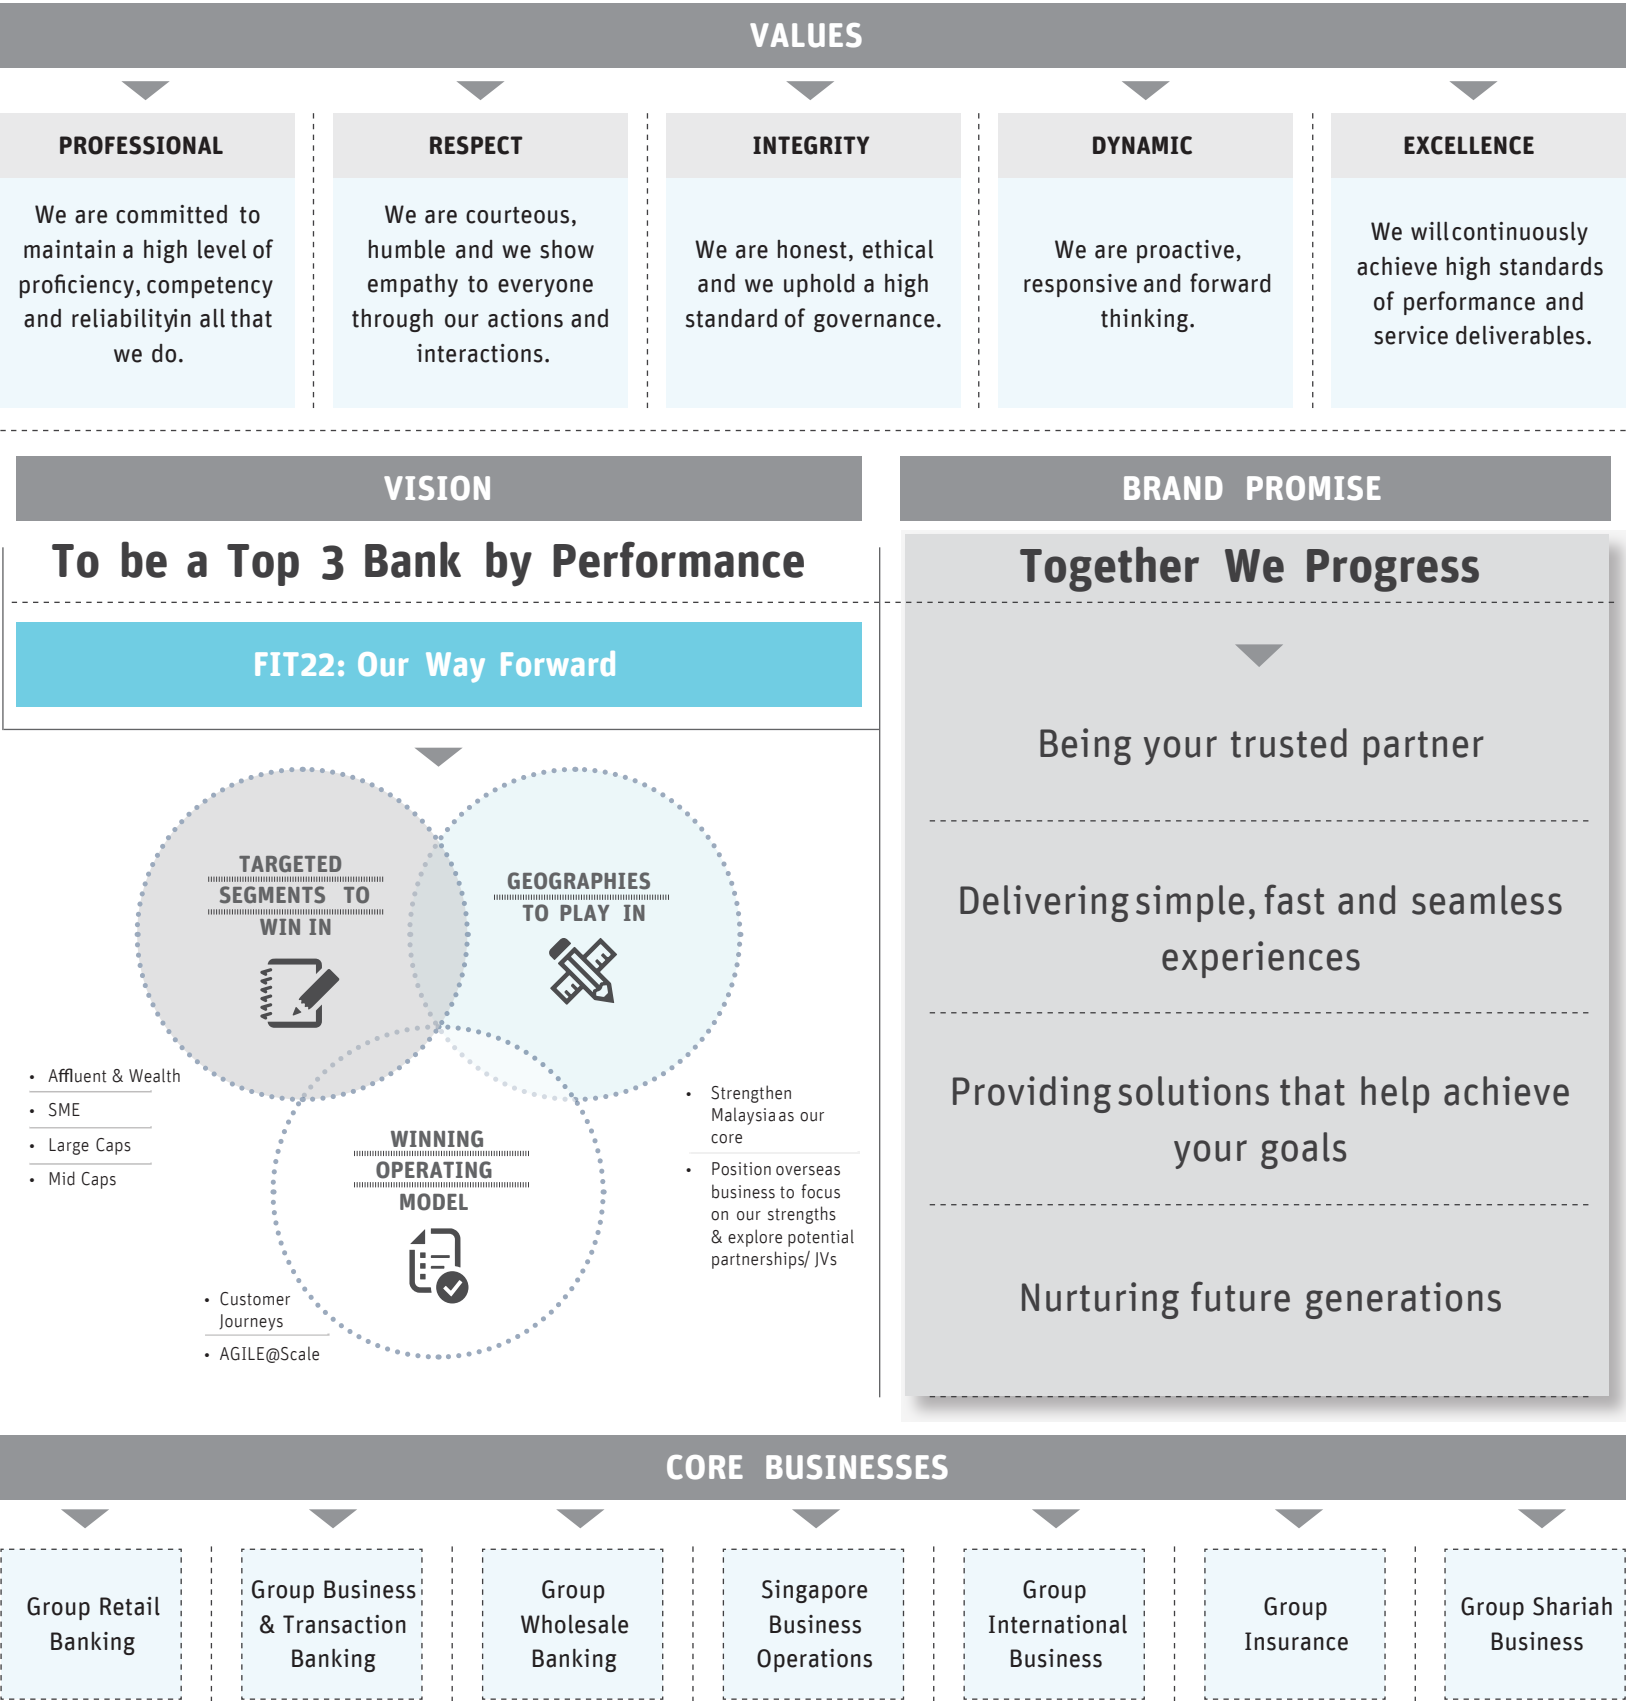 VALUES
PROFESSIONAL
We are committed to
maintain a high level of
proficiency, competency
and reliabilityin all that
we do.
RESPECT
We are courteous,
humble and we show
empathy to everyone
through our actions and
interactions.
INTEGRITY
We are honest, ethical
and we uphold a high
standard of governance.
DYNAMIC
We are proactive,
responsive and forward
thinking.
EXCELLENCE
We willcontinuously
achieve high standards
of performance and
service deliverables.
VISION
To be a Top 3 Bank by Performance
FIT22: Our Way Forward
TARGETED
SEGMENTS TO
WIN IN
• Affluent & Wealth
• SME
• Large Caps
• Mid Caps
GEOGRAPHIES
TO PLAY IN
• Strengthen
Malaysiaas our
core
• Position overseas
business to focus
on our strengths
& explore potential
partnerships/ JVs
WINNING
OPERATING
MODEL
• Customer
Journeys
• AGILE@Scale
BRAND PROMISE
Together We Progress
Being your trusted partner
Delivering simple, fast and seamless
experiences
Providing solutions that help achieve
your goals
Nurturing future generations
CORE BUSINESSES
Group Retail
Banking
Group Business
& Transaction
Banking
Group
Wholesale
Banking
Singapore
Business
Operations
Group
International
Business
Group
Insurance
Group Shariah
Business